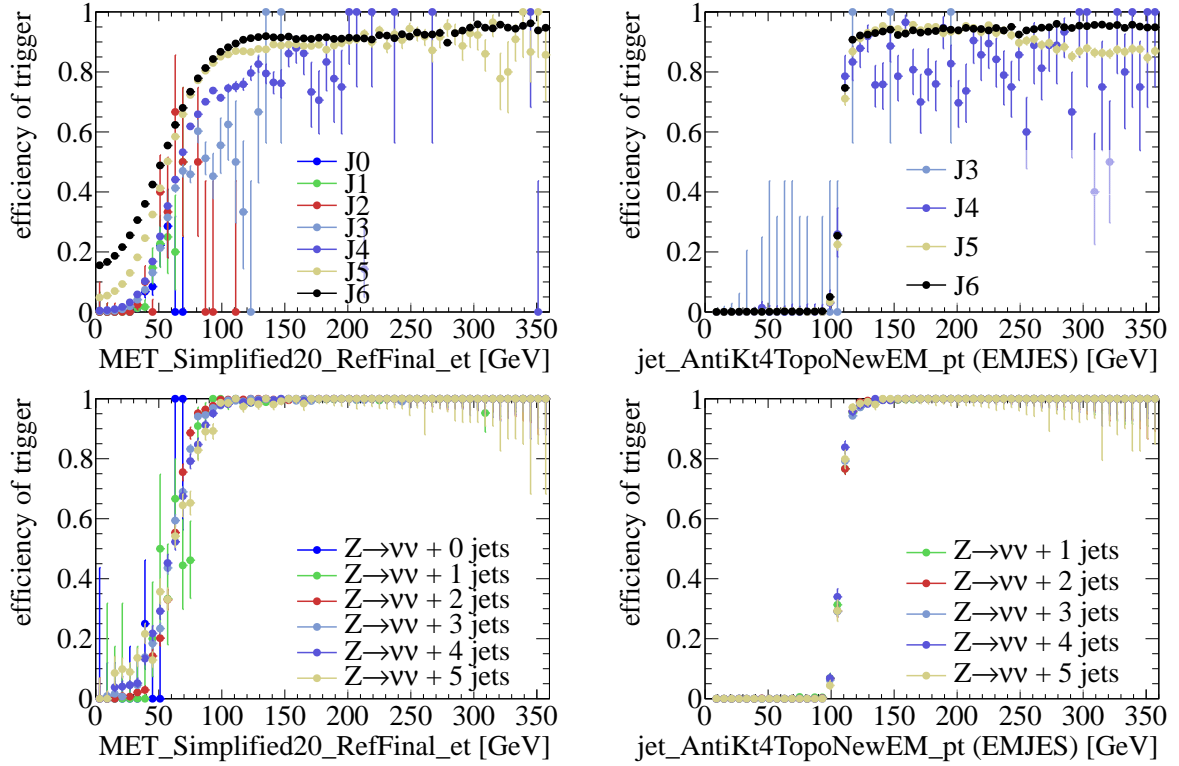 efficiency of trigger
1
0.8
0.6
0.4
0.2
0
J0
J1
J2
J3
J4
J5
J6
0 50 100 150 200 250 300 350
MET_Simplified20_RefFinal_et [GeV]
efficiency of trigger
1
0.8
0.6
0.4
0.2
0
J3
J4
J5
J6
0 50 100 150 200 250 300 350
jet_AntiKt4TopoNewEM_pt (EMJES) [GeV]
efficiency of trigger
1
0.8
0.6
0.4
0.2
0
Z→νν + 0 jets
Z→νν + 1 jets
Z→νν + 2 jets
Z→νν + 3 jets
Z→νν + 4 jets
Z→νν + 5 jets
0 50 100 150 200 250 300 350
MET_Simplified20_RefFinal_et [GeV]
efficiency of trigger
1
0.8
0.6
0.4
0.2
0
Z→νν + 1 jets
Z→νν + 2 jets
Z→νν + 3 jets
Z→νν + 4 jets
Z→νν + 5 jets
0 50 100 150 200 250 300 350
jet_AntiKt4TopoNewEM_pt (EMJES) [GeV]